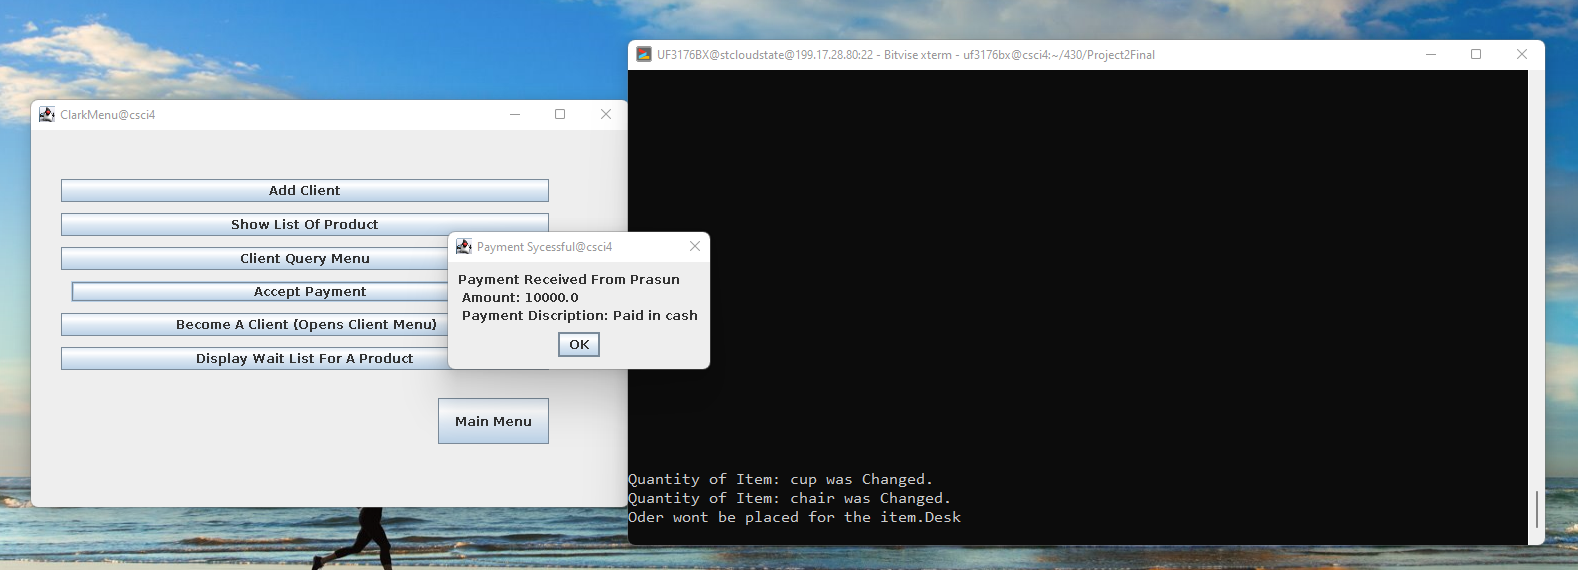 UF3176BX@stcloudstate@199.17.28.80:22 - Bitvise xterm - uf3176bx@csci4:~/430/Project2Final
ClarkMenu@csci4
Add Client
Show List Of Product
Client Query Menu
Accept Payment
Become A Client (Opens Client Menu)
Display Wait List For A Product
Main Menu
Payment Sycessful@csci4
Payment Received From Prasun
Amount: 10000.0
Payment Discription: Paid in cash
OK
Quantity of Item: cup was Changed.
Quantity of Item: chair was Changed.
Oder wont be placed for the item.Desk